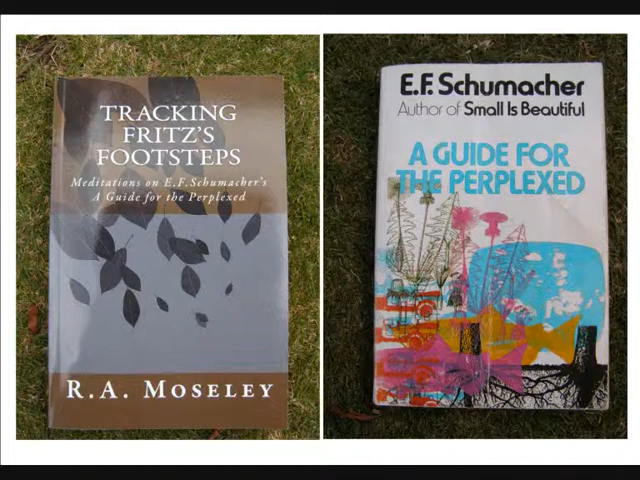 TRACKING
FRITZ'S
FOOTSTEPS
Meditations on E.F.Schumacher's
A Guide for the Perplexed
R.A. MOSELEY
E.F. Schumacher
Author of Small Is Beautiful
A GUIDE FOR
THE PERPLEXED